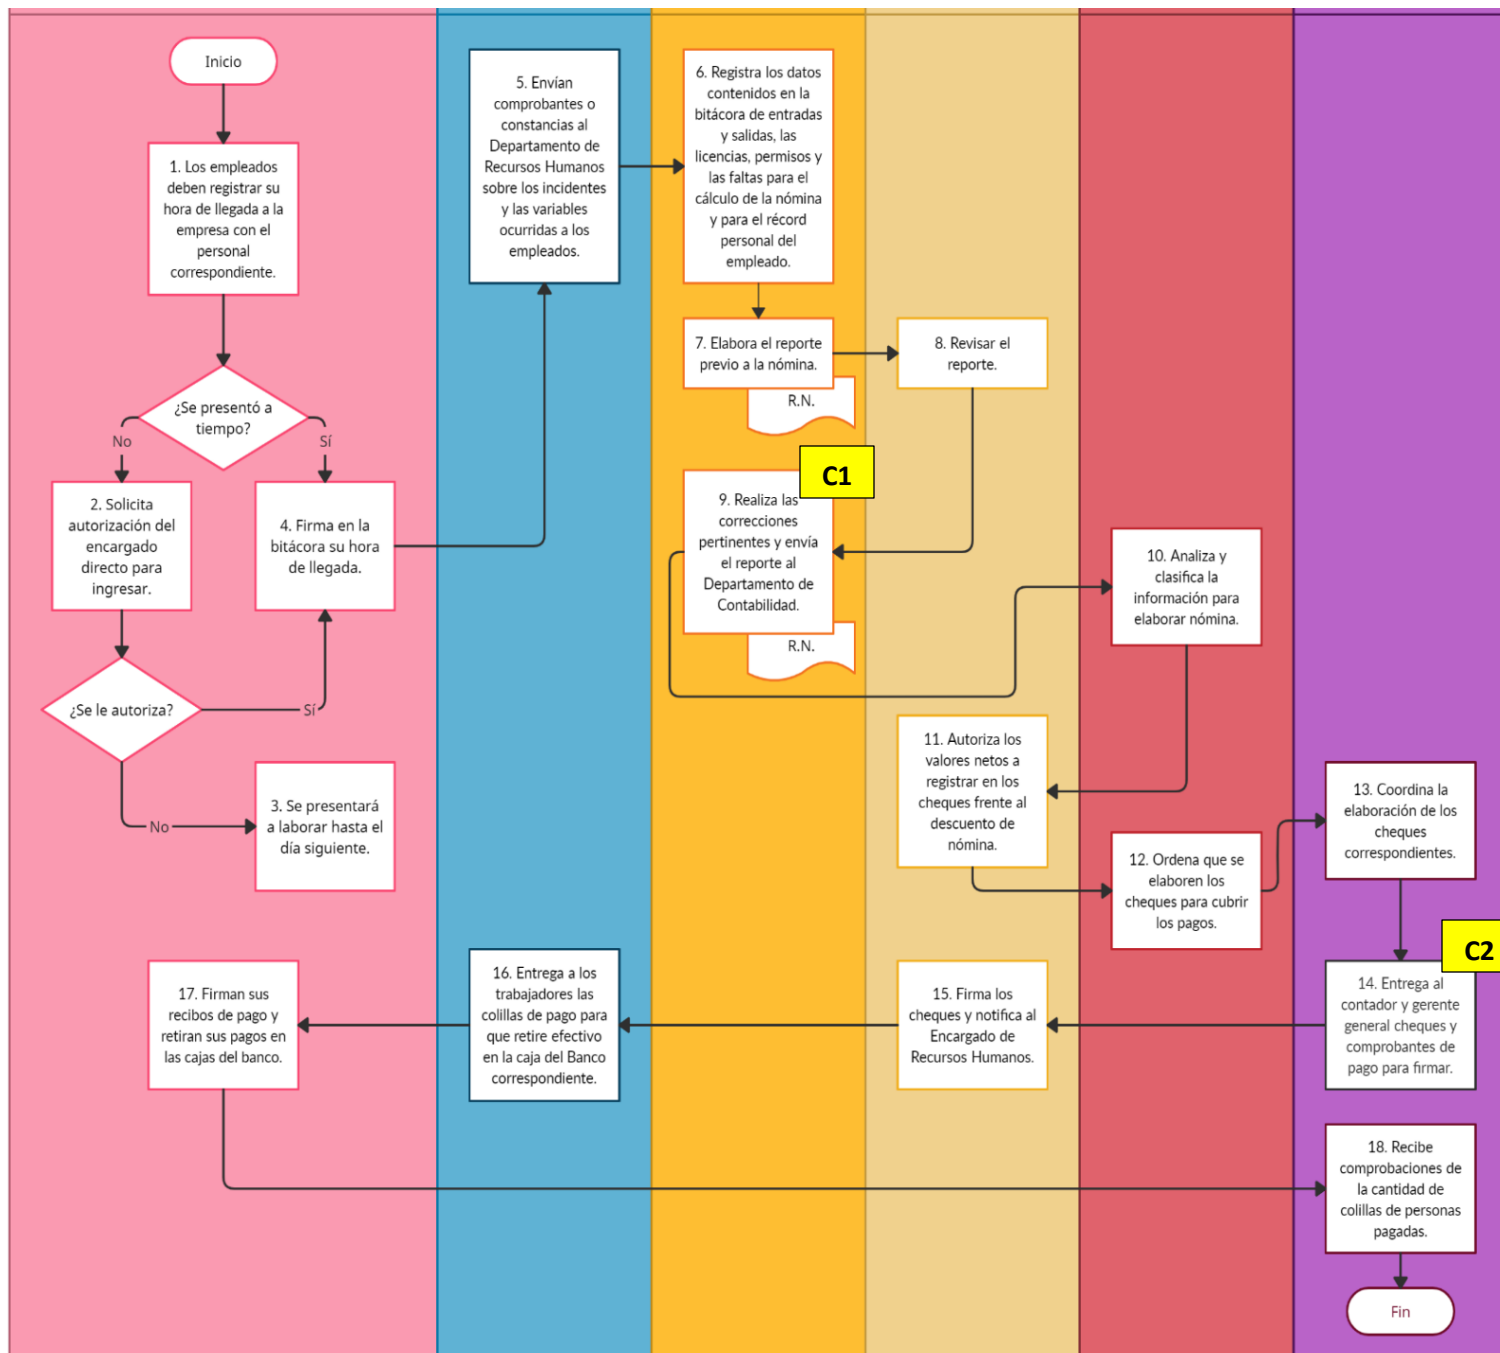 Inicio
1. Los empleados
deben registrar su
hora de llegada a la
empresa con el
personal
correspondiente.
¿Se presentó a
tiempo?
No
Sí
2. Solicita
autorización del
encargado
directo para
ingresar.
4. Firma en la
bitácora su hora
de llegada.
¿Se le autoriza?
Sí
No
3. Se presentará
a laborar hasta el
día siguiente.
5. Envían
comprobantes o
constancias al
Departamento de
Recursos Humanos
sobre los incidentes
y las variables
ocurridas a los
empleados.
6. Registra los datos
contenidos en la
bitácora de entradas
y salidas, las
licencias, permisos y
las faltas para el
cálculo de la nómina
y para el récord
personal del
empleado.
7. Elabora el reporte
previo a la nómina.
R.N.
8. Revisar el
reporte.
C1
9. Realiza las
correcciones
pertinentes y envía
el reporte al
Departamento de
Contabilidad.
R.N.
10. Analiza y
clasifica la
información para
elaborar nómina.
11. Autoriza los
valores netos a
registrar en los
cheques frente al
descuento de
nómina.
12. Ordena que se
elaboren los
cheques para cubrir
los pagos.
13. Coordina la
elaboración de los
cheques
correspondientes.
C2
14. Entrega al
contador y gerente
general cheques y
comprobantes de
pago para firmar.
15. Firma los
cheques y notifica al
Encargado de
Recursos Humanos.
16. Entrega a los
trabajadores las
colillas de pago para
que retire efectivo
en la caja del Banco
correspondiente.
17. Firman sus
recibos de pago y
retiran sus pagos en
las cajas del banco.
18. Recibe
comprobaciones de
la cantidad de
colillas de personas
pagadas.
Fin